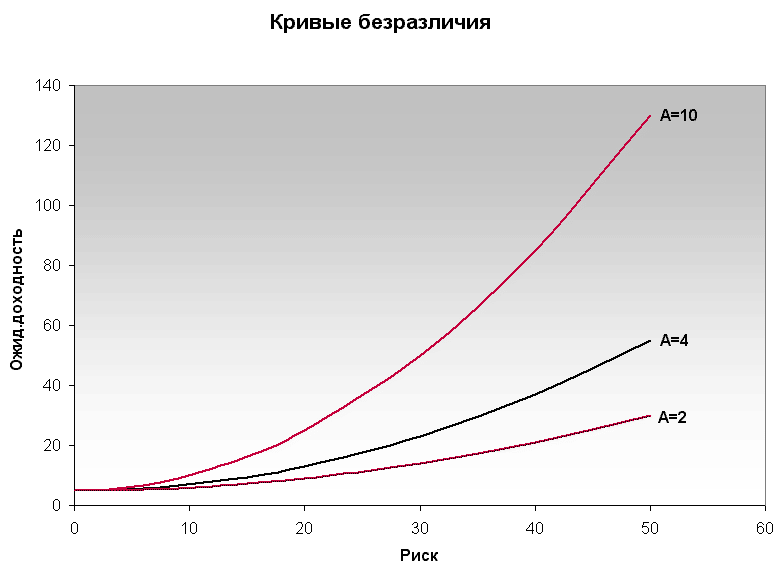 Кривые безразличия
140
120
100
80
60
40
20
0
0 10 20 30 40 50 60
Ожид.доходность
Риск
A=10
A=4
A=2